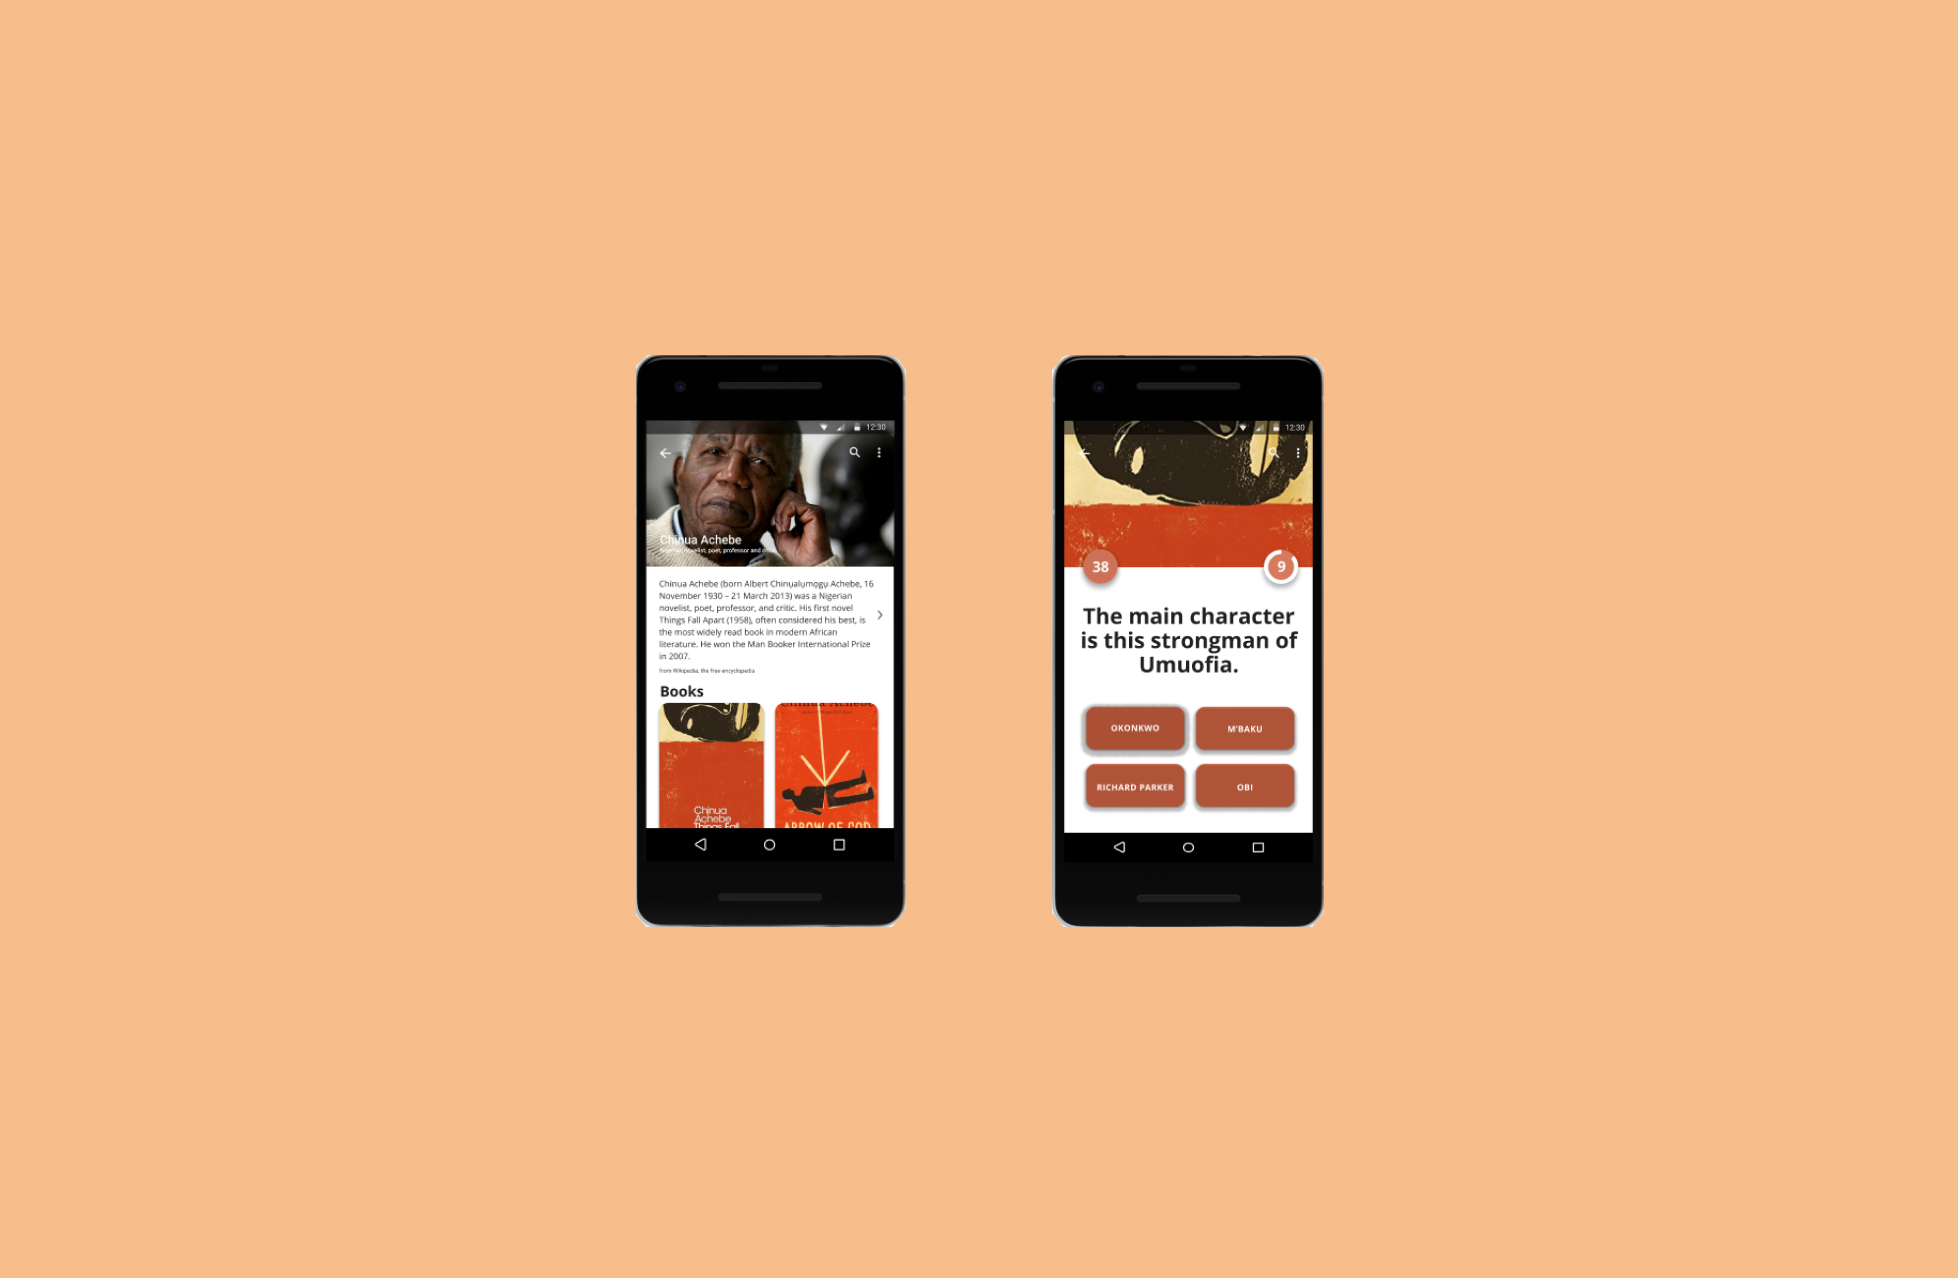 12:30
Chinua Achebe
novelist, poet, professor and
Chinua Achebe (born Albert Chinụalụmọgụ Achebe, 16
November 1930 – 21 March 2013) was a Nigerian
novelist, poet, professor, and critic. His first novel
Things Fall Apart (1958), often considered his best, is
the most widely read book in modern African
literature. He won the Man Booker International Prize
in 2007.
from Wikipedia, the free encyclopedia
Books
Chinua
Achebe
Things Fall
Chinua Achebe
ARROW OF GOD
12:30
38
9
The main character
is this strongman of
Umuofia.
OKONKWO
M'BAKU
RICHARD PARKER
OBI